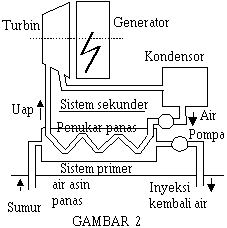 Turbin
Generator
Kondensor
Uap
Sistem sekunder
Air
Penukar panas
Pompa
Sistem primer
air asin
panas
Inyeksi
kembali air
Sumur
GAMBAR 2